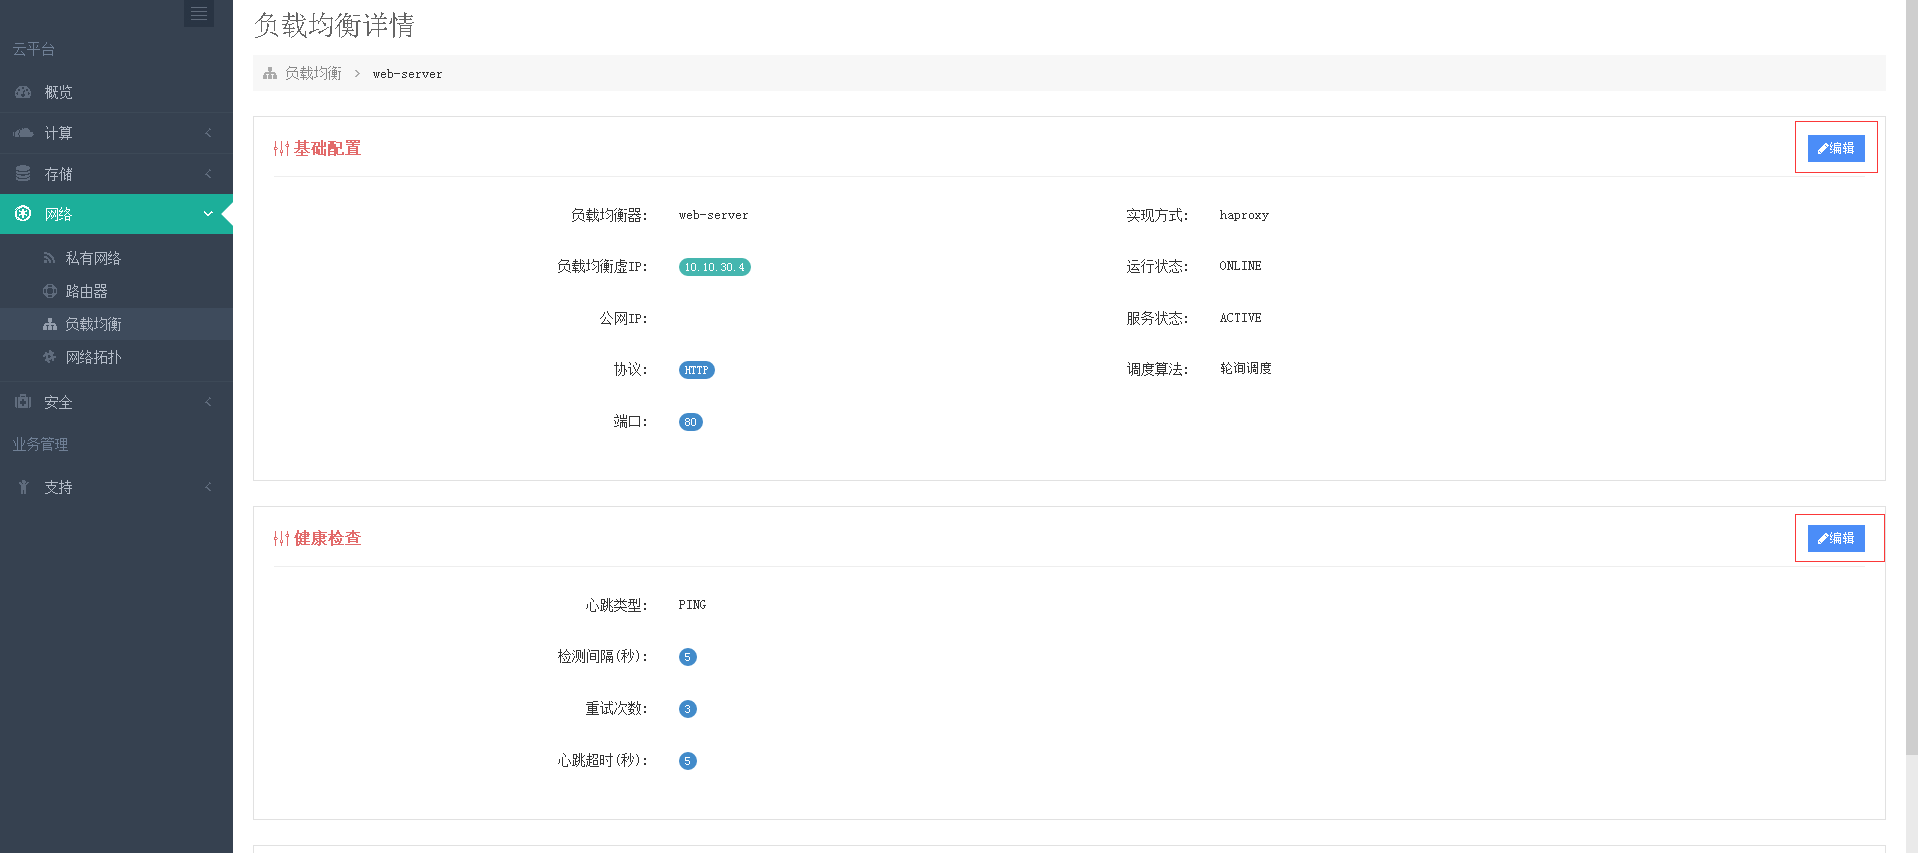 云平台
概览
计算
存储
网络
私有网络
路由器
负载均衡
网络拓扑
安全
业务管理
支持
负载均衡详情
负载均衡 > web-server
基础配置
编辑
负载均衡器: web-server
实现方式: haproxy
负载均衡虚IP: 10.10.30.4
运行状态: ONLINE
公网IP:
服务状态: ACTIVE
协议: HTTP
调度算法: 轮询调度
端口: 80
健康检查
编辑
心跳类型: PING
检测间隔(秒): 5
重试次数: 3
心跳超时(秒): 5